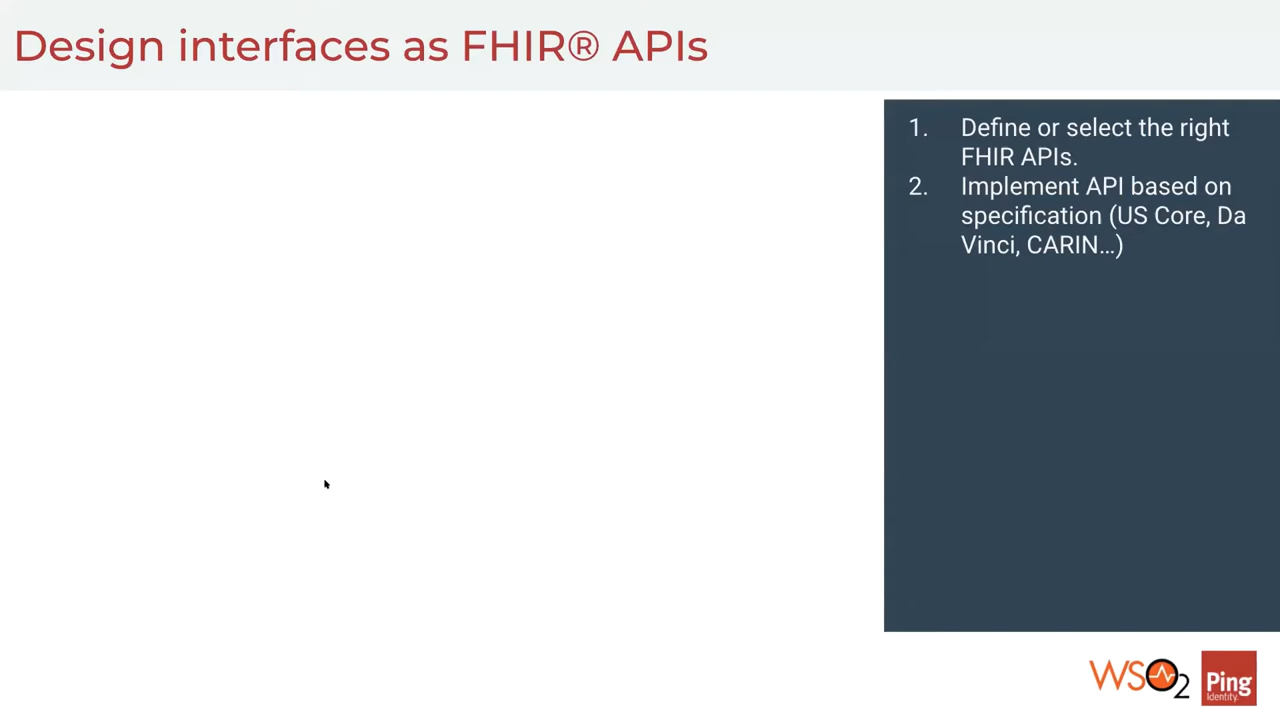 Design interfaces as FHIR® APIs
1. Define or select the right
FHIR APIs.
2. Implement API based on
specification (US Core, Da
Vinci, CARIN…)
WSO2
Ping
Identity.